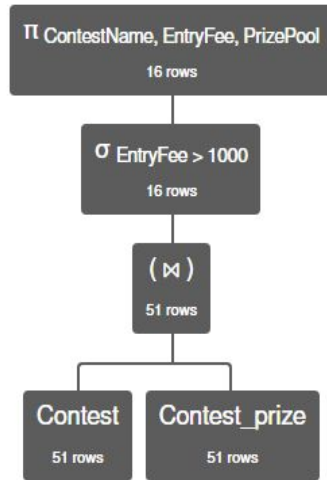 π ContestName, EntryFee, PrizePool
16 rows
σ EntryFee > 1000
16 rows
( ⋈ )
51 rows
Contest
51 rows
Contest_prize
51 rows